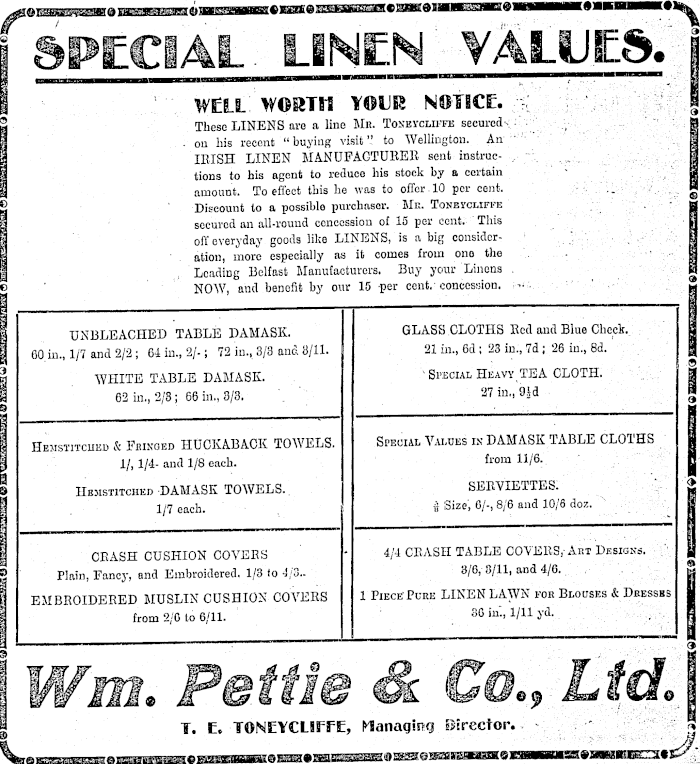 SPECIAL LINEN VALUES.
WELL WORTH YOUR NOTICE.
These LINENS are a line MR. TONEYCLIFFE secured
on his recent "buying visit" to Wellington. An
IRISH LINEN MANUFACTURER sent instruc-
tions to his agent to reduce his stock by a certain
amount. To effect this he was to offer 10 per cent.
Discount to a possible purchaser. MR. TONEYCLIFFE
secured an all-round cencession of 15 per cent. This
off everyday goods like LINENS, is a big consider-
ation, more especially as it comes from one the
Leading Belfast Manufacturers. Buy your Linens
NOW, and benefit by our 15 per cent. concession.
UNBLEACHED TABLE DAMASK.
60 in., 1/7 and 2/2; 64 in., 2/-; 72 in., 3/3 and 3/11.
WHITE TABLE DAMASK.
62 in., 2/3; 66 in., 3/3.
HEMSTITCHED & FRINGED HUCKABACK TOWELS.
1/, 1/4- and 1/8 each.
HEMSTITCHED DAMASK TOWELS.
1/7 each.
CRASH CUSHION COVERS
Plain, Fancy, and Embroidered. 1/3 to 4/3..
EMBROIDERED MUSLIN CUSHION COVERS
from 2/6 to 6/11.
GLASS CLOTHS Red and Blue Check.
21 in., 6d; 23 in., 7d; 26 in., 8d.
SPECIAL HEAVY TEA CLOTH.
27 in., 9½d
SPECIAL VALUES IN DAMASK TABLE CLOTHS
from 11/6.
SERVIETTES.
Size, 6/-, 8/6 and 10/6 doz.
4/4 CRASH TABLE COVERS, ART DESIGNS.
3/6, 3/11, and 4/6.
1 PIECE PURE LINEN LAWN FOR BLOUSES & DRESSES
36 in., 1/11 yd.
Wm. Pettie & Co., Ltd.
T. E. TONEYCLIFFE, Managing Director.